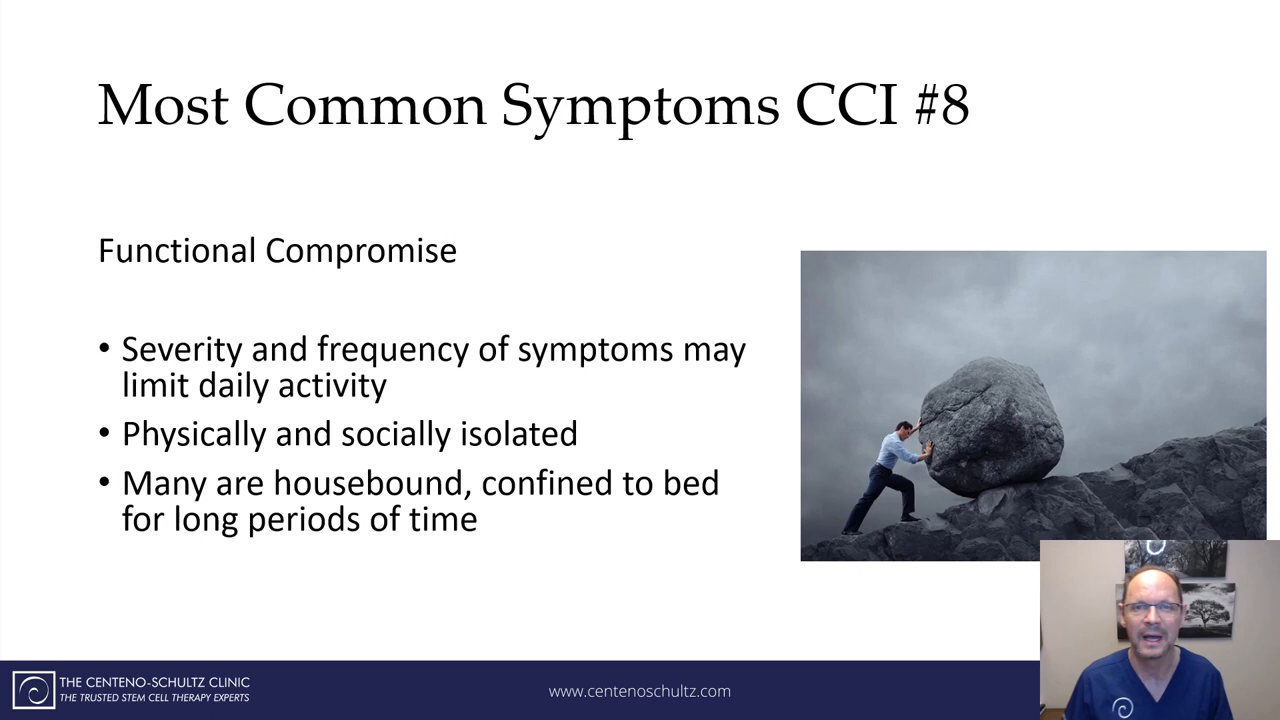 Most Common Symptoms CCI #8
Functional Compromise
• Severity and frequency of symptoms may
limit daily activity
• Physically and socially isolated
• Many are housebound, confined to bed
for long periods of time
THE CENTENO-SCHULTZ CLINIC
THE TRUSTED STEM CELL THERAPY EXPERTS
www.centenoschultz.com